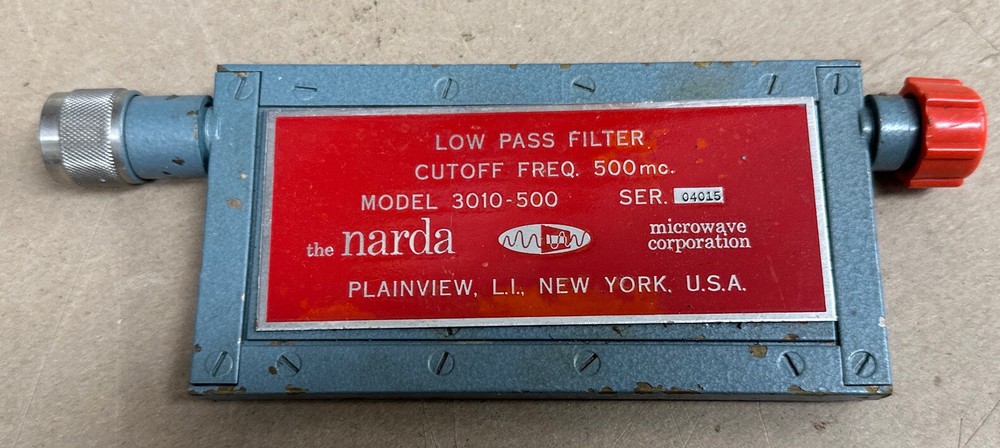 LOW PASS FILTER
CUTOFF FREQ. 500mc.
MODEL 3010-500 SER. 04015
the narda microwave corporation
PLAINVIEW, L.I., NEW YORK, U.S.A.